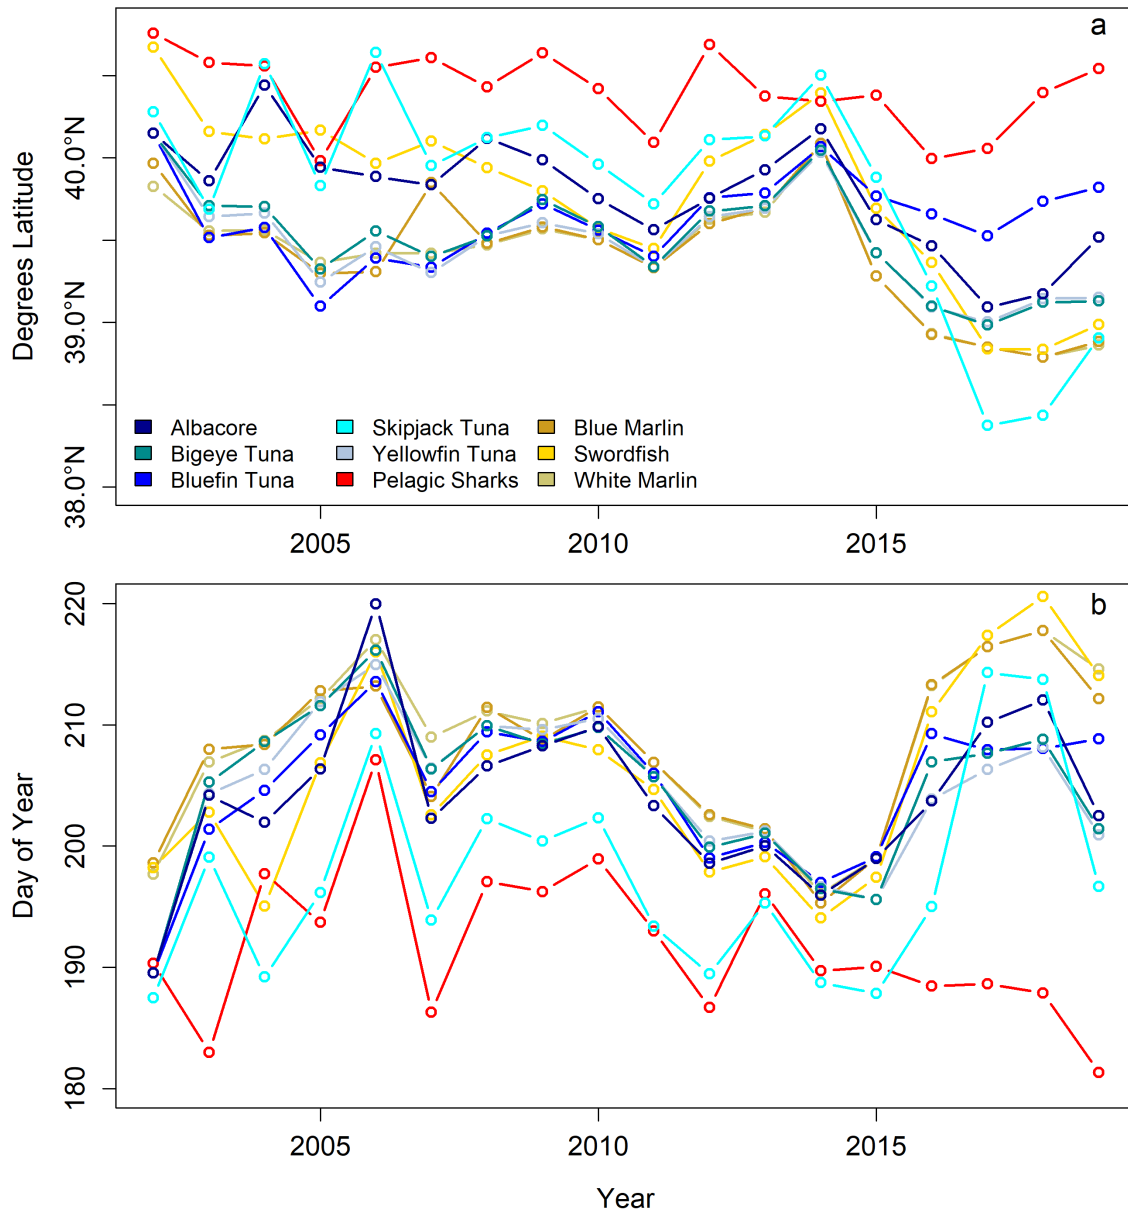 a
Degrees Latitude
40.0°N
39.0°N
38.0°N
Albacore
Bigeye Tuna
Bluefin Tuna
Skipjack Tuna
Yellowfin Tuna
Pelagic Sharks
Blue Marlin
Swordfish
White Marlin
2005
2010
2015
b
Day of Year
220
210
200
190
180
2005
2010
2015
Year